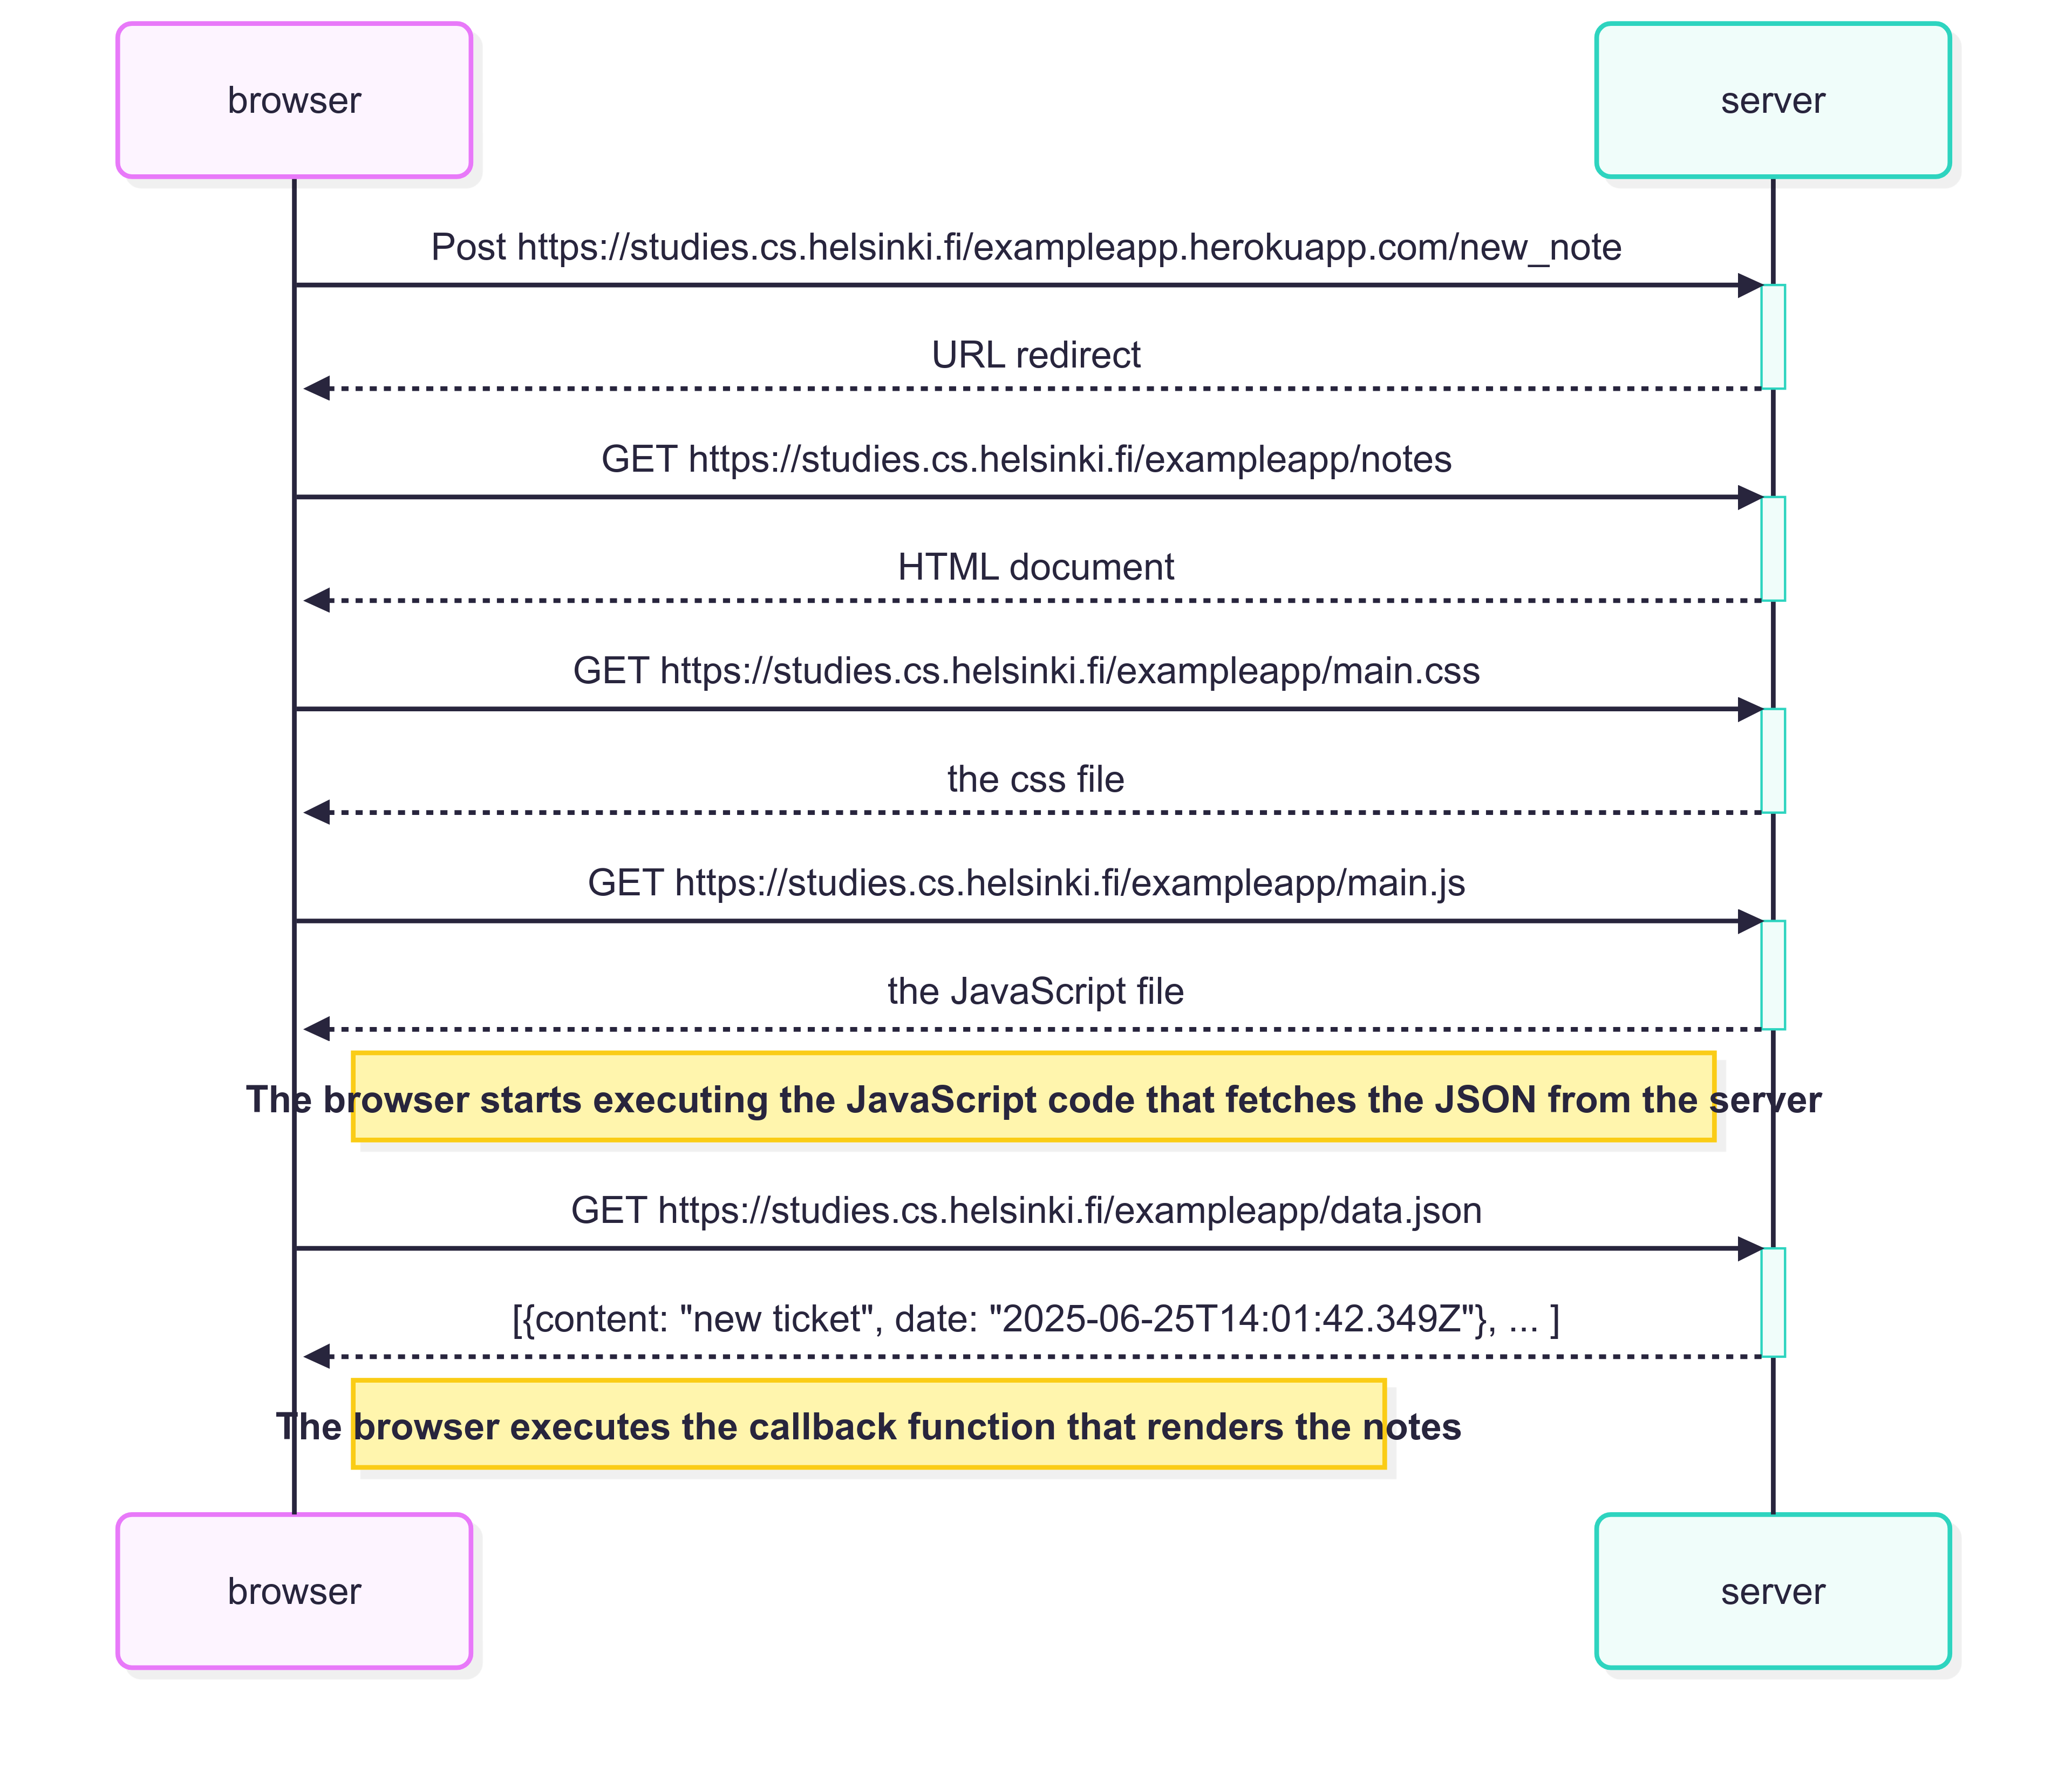 browser
server
Post https://studies.cs.helsinki.fi/exampleapp.herokuapp.com/new_note
URL redirect
GET https://studies.cs.helsinki.fi/exampleapp/notes
HTML document
GET https://studies.cs.helsinki.fi/exampleapp/main.css
the css file
GET https://studies.cs.helsinki.fi/exampleapp/main.js
the JavaScript file
The browser starts executing the JavaScript code that fetches the JSON from the server
GET https://studies.cs.helsinki.fi/exampleapp/data.json
[{content: "new ticket", date: "2025-06-25T14:01:42.349Z"}, ... ]
The browser executes the callback function that renders the notes
browser
server